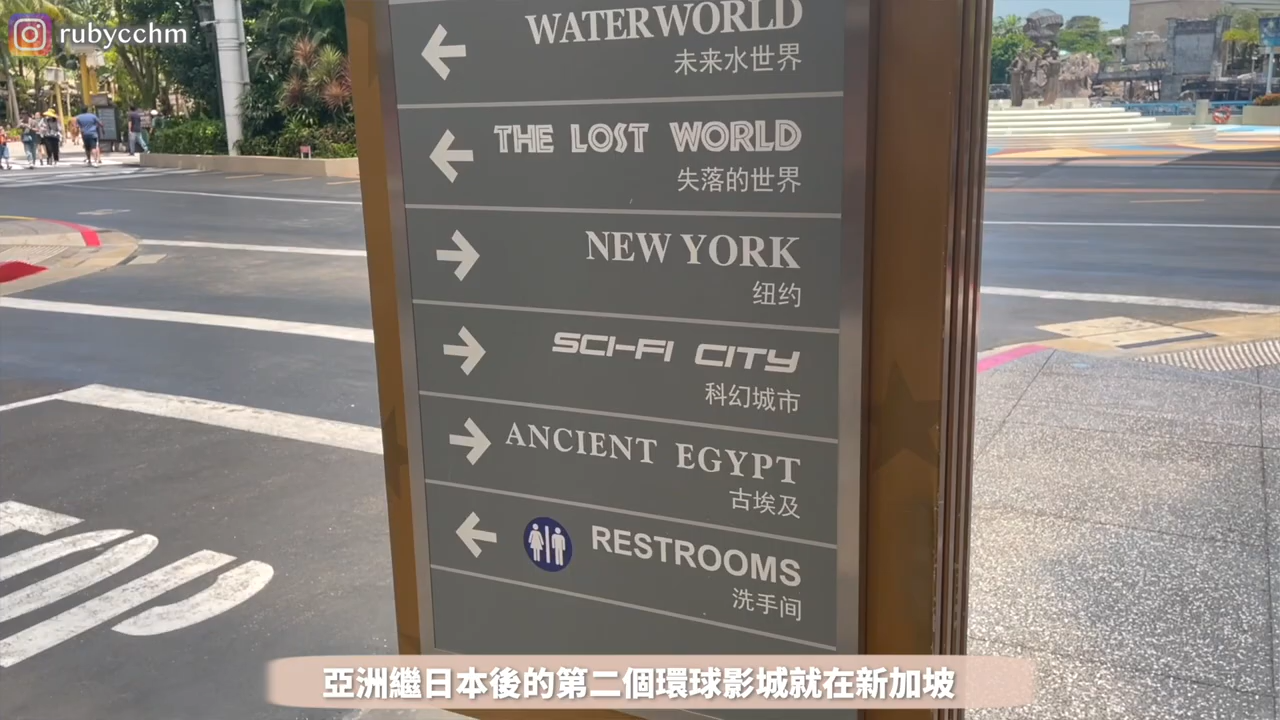 rubycchm
WATERWORLD
未来水世界
THE LOST WORLD
失落的世界
NEW YORK
纽约
SCI-FI CITY
科幻城市
ANCIENT EGYPT
古埃及
RESTROOMS
洗手间
亞洲繼日本後的第二個環球影城就在新加坡